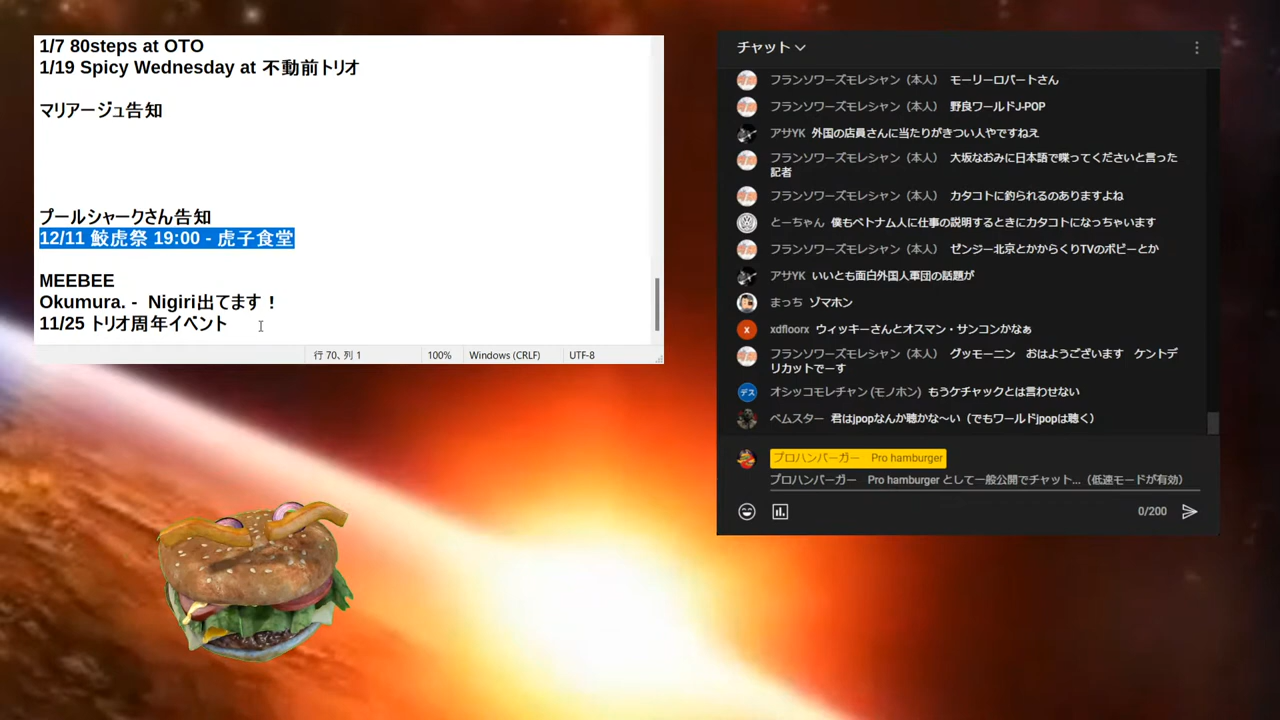 1/7 80steps at OTO
1/19 Spicy Wednesday at 不動前トリオ
マリアージュ告知
プールシャークさん告知
12/11 鮫虎祭 19:00 - 虎子食堂
MEEBEE
Okumura. - Nigiri出てます！
11/25 トリオ周年イベント
行 70、列 1
100%
Windows (CRLF)
UTF-8
チャット
フランソワーズモレシャン（本人） モーリーロバートさん
フランソワーズモレシャン（本人） 野良ワールドJ-POP
アサYK 外国の店員さんに当たりがきつい人やですねえ
フランソワーズモレシャン（本人） 大坂なおみに日本語で喋ってくださいと言った
記者
フランソワーズモレシャン（本人） カタコトに釣られるのありますよね
とーちゃん 僕もベトナム人に仕事の説明するときにカタコトになっちゃいます
フランソワーズモレシャン（本人） ゼンジー北京とかからくりTVのボビーとか
アサYK いいとも面白外国人軍団の話題が
まっち ゾマホン
x
xdfloorx ウィッキーさんとオスマン・サンコンかなぁ
フランソワーズモレシャン（本人） グッモーニン おはようございます ケントデ
リカットでーす
デス
オシッコモレチャン (モノホン) もうケチャックとは言わせない
ベムスター 君はjpopなんか聴かな〜い（でもワールドjpopは聴く）
プロハンバーガー Pro hamburger
プロハンバーガー Pro hamburger として一般公開でチャット...（低速モードが有効）
0/200